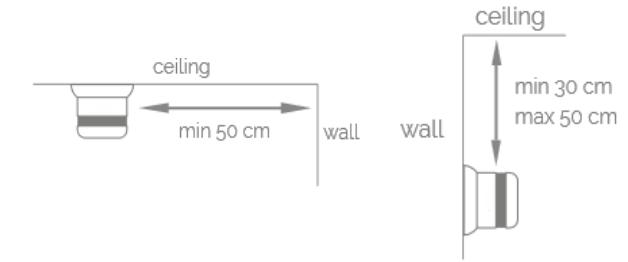 ceiling
min 50 cm
wall
ceiling
min 30 cm
max 50 cm
wall